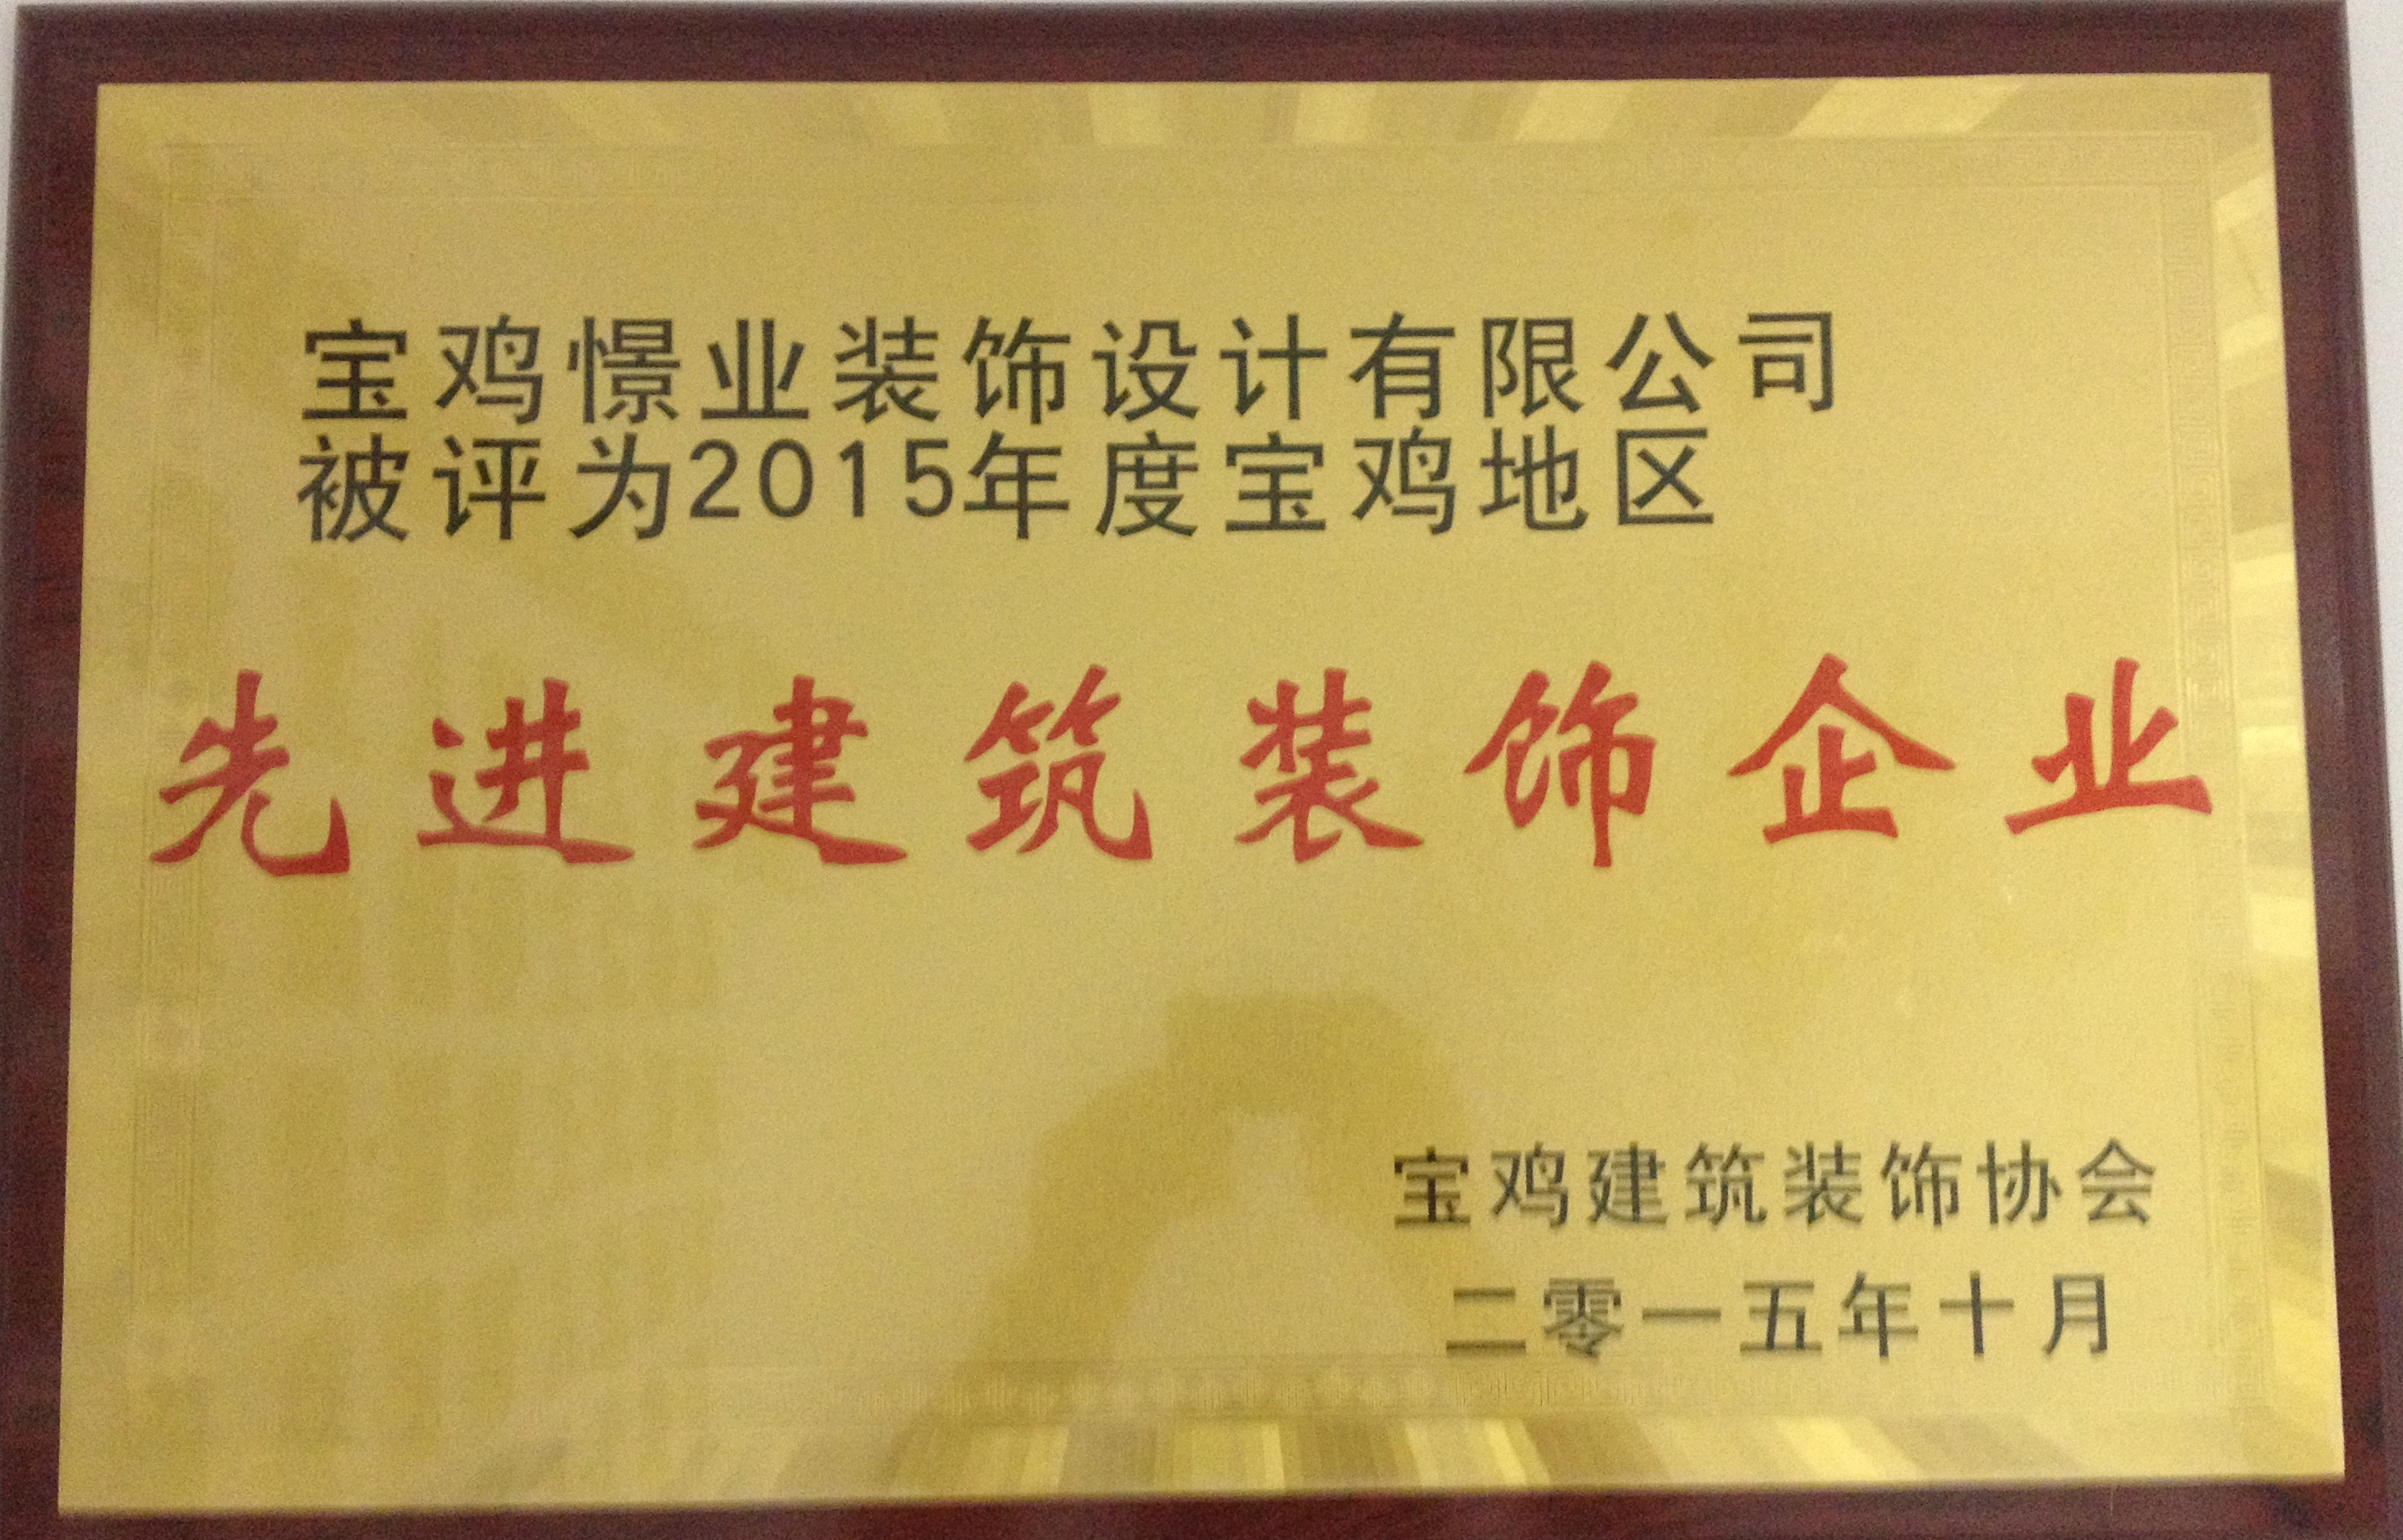 宝鸡憬业装饰设计有限公司
被评为2015年度宝鸡地区
先进建筑装饰企业
宝鸡建筑装饰协会
二零一五年十月